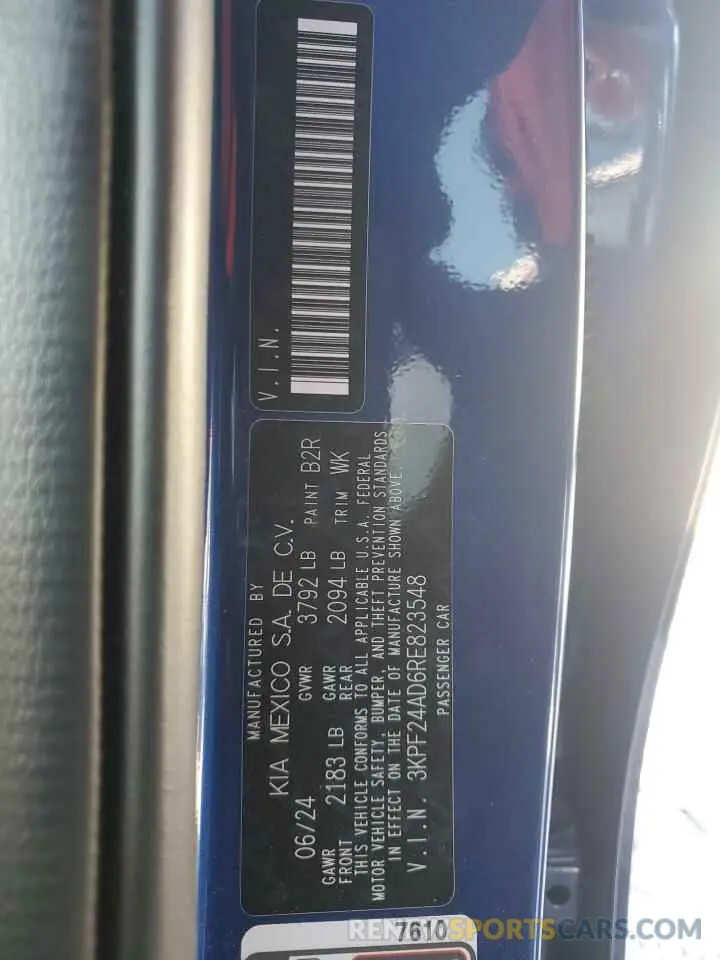 MANUFACTURED BY
KIA MEXICO S.A. DE C.V.
06/24 GVWR 3792 LB PAINT B2R
GAWR FRONT 2183 LB GAWR REAR 2094 LB TRIM WK
THIS VEHICLE CONFORMS TO ALL APPLICABLE U.S.A. FEDERAL
MOTOR VEHICLE SAFETY, BUMPER, AND THEFT PREVENTION STANDARDS
IN EFFECT ON THE DATE OF MANUFACTURE SHOWN ABOVE.
V.I.N. 3KPF24AD6RE823548
PASSENGER CAR
V.I.N.
7610
RENTSPORTSCARS.COM